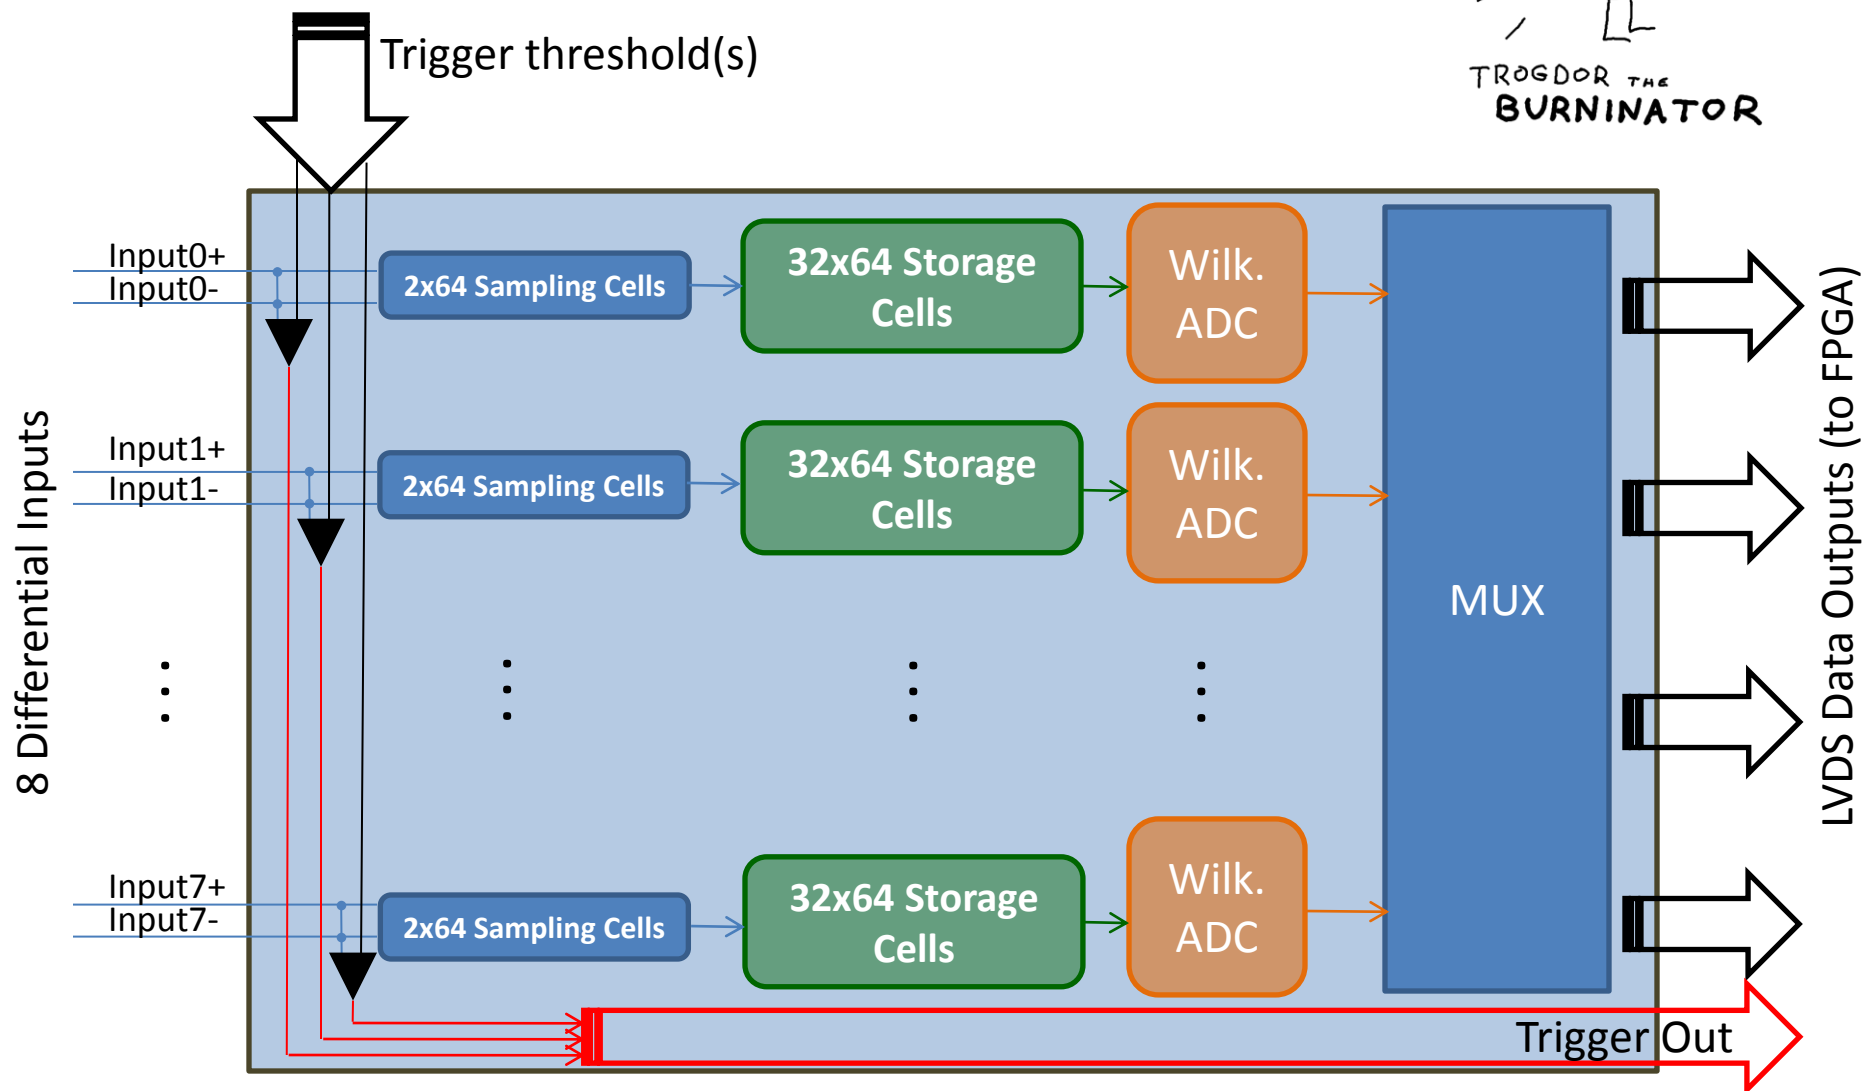 Trigger threshold(s)
TROGDOR THE
BURNINATOR
8 Differential Inputs
Input0+
Input0-
2x64 Sampling Cells
32x64 Storage
Cells
Wilk.
ADC
Input1+
Input1-
2x64 Sampling Cells
32x64 Storage
Cells
Wilk.
ADC
MUX
LVDS Data Outputs (to FPGA)
Input7+
Input7-
2x64 Sampling Cells
32x64 Storage
Cells
Wilk.
ADC
Trigger Out